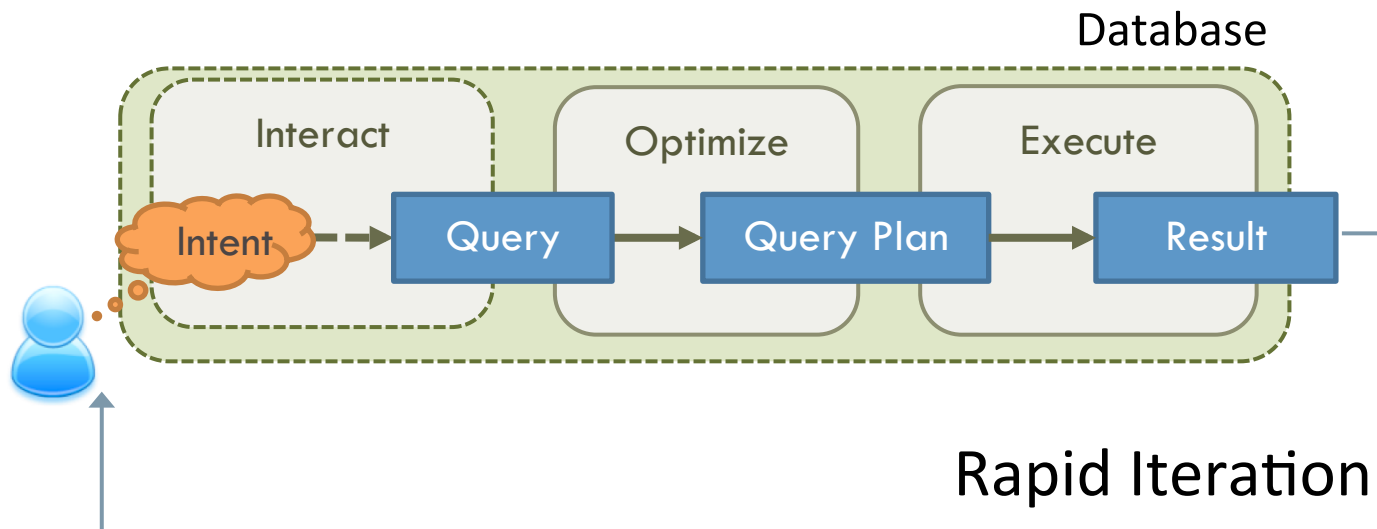 Database
Interact
Optimize
Execute
Intent
Query
Query Plan
Result
Rapid Iteration